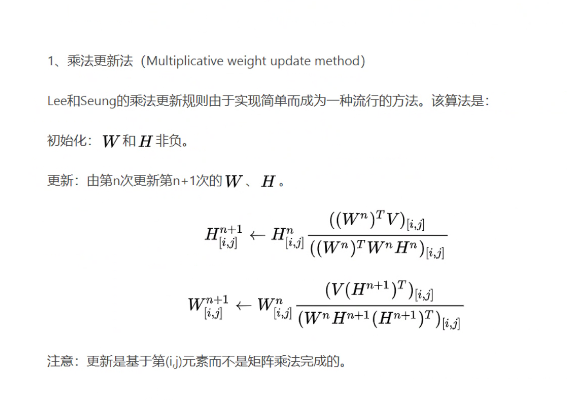 1、乘法更新法（Multiplicative weight update method）
Lee和Seung的乘法更新规则由于实现简单而成为一种流行的方法。该算法是：
初始化：W 和 H 非负。
更新：由第n次更新第n+1次的 W 、 H 。
H_{[i,j]}^{n+1} ← H_{[i,j]}^{n} \frac{((W^n)^T V)_{[i,j]}}{((W^n)^T W^n H^n)_{[i,j]}}
W_{[i,j]}^{n+1} ← W_{[i,j]}^{n} \frac{(V(H^{n+1})^T)_{[i,j]}}{(W^n H^{n+1}(H^{n+1})^T)_{[i,j]}}
注意：更新是基于第(i,j)元素而不是矩阵乘法完成的。